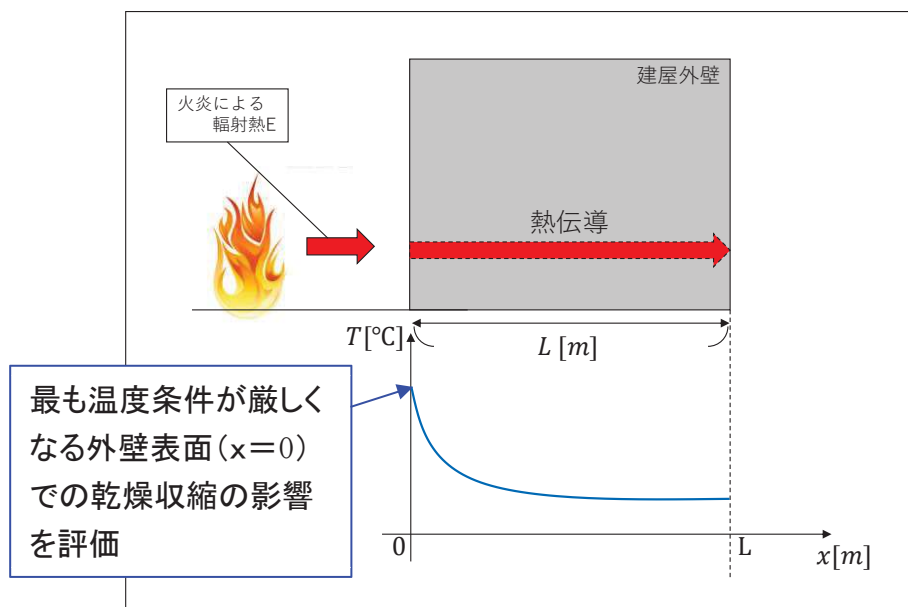 建屋外壁
火炎による
輻射熱E
熱伝導
T[℃]
L [m]
最も温度条件が厳しく
なる外壁表面(x=0)
での乾燥収縮の影響
を評価
0
L
x[m]